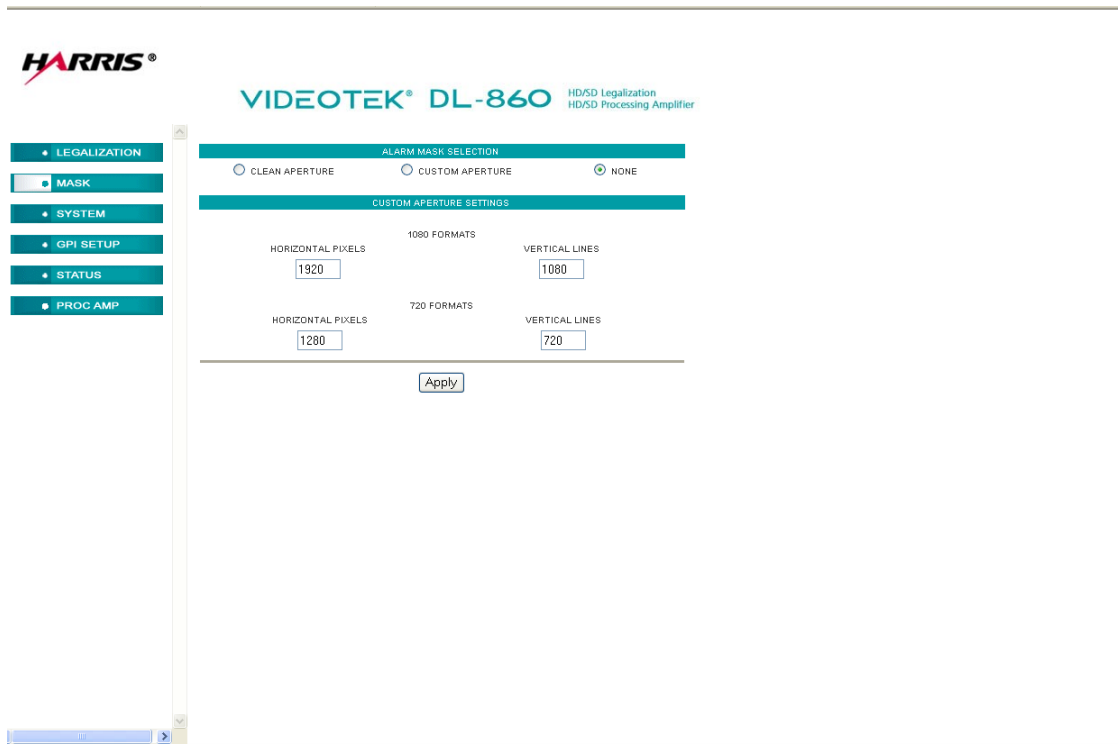 HARRIS ®
VIDEOTEK® DL-860 HD/SD Legalization
HD/SD Processing Amplifier
LEGALIZATION
MASK
SYSTEM
GPI SETUP
STATUS
PROC AMP
ALARM MASK SELECTION
CLEAN APERTURE CUSTOM APERTURE NONE
CUSTOM APERTURE SETTINGS
1080 FORMATS
HORIZONTAL PIXELS VERTICAL LINES
1920 1080
720 FORMATS
HORIZONTAL PIXELS VERTICAL LINES
1280 720
Apply